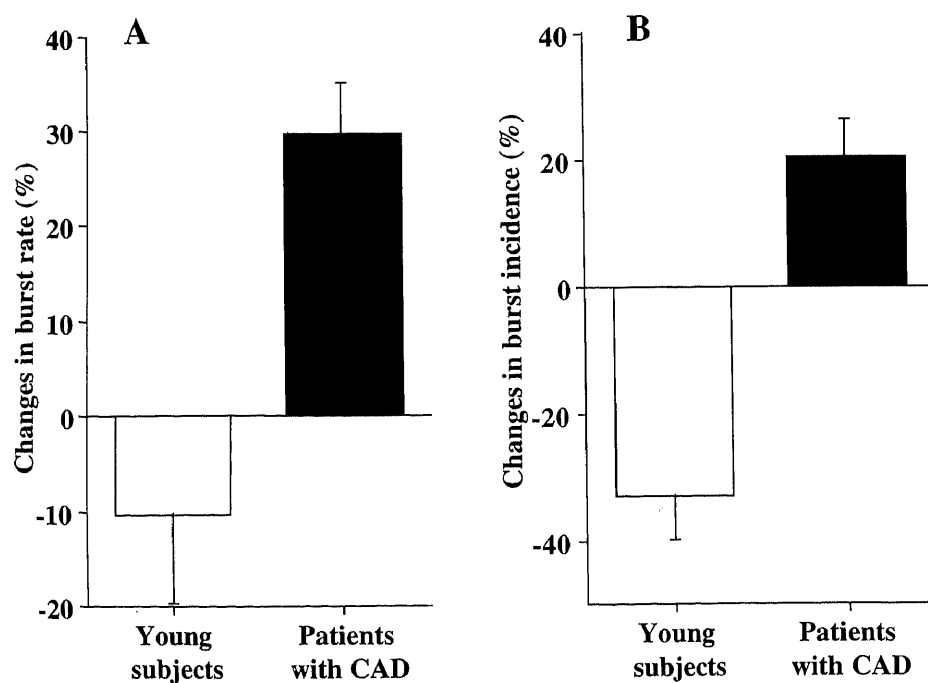 A
Changes in burst rate (%)
40
30
20
10
0
-10
-20
Young
subjects
Patients
with CAD
B
Changes in burst incidence (%)
40
20
0
-20
-40
Young
subjects
Patients
with CAD